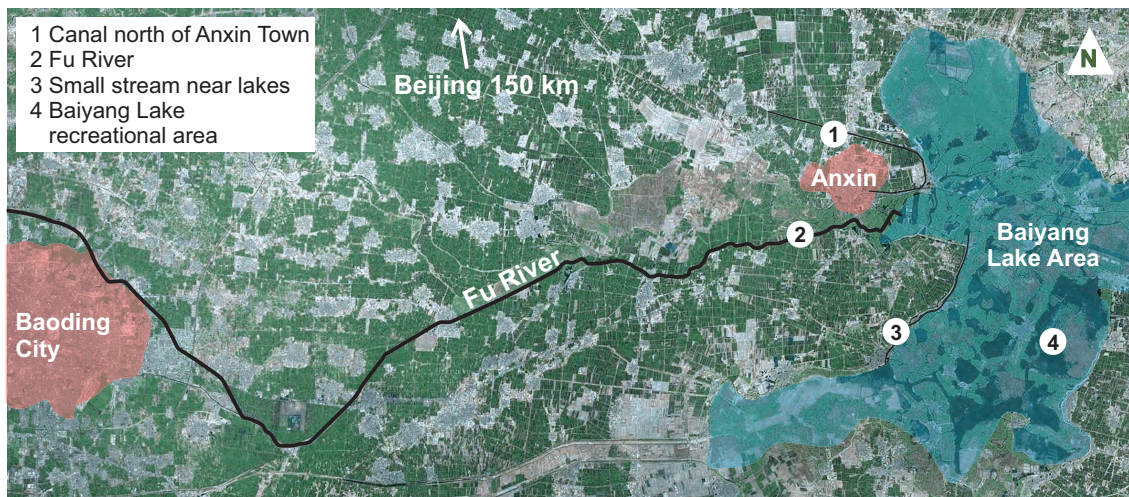 1 Canal north of Anxin Town
2 Fu River
3 Small stream near lakes
4 Baiyang Lake
recreational area
Beijing 150 km
N
1
Anxin
2
Fu River
Baiyang
Lake Area
Baoding
City
3
4